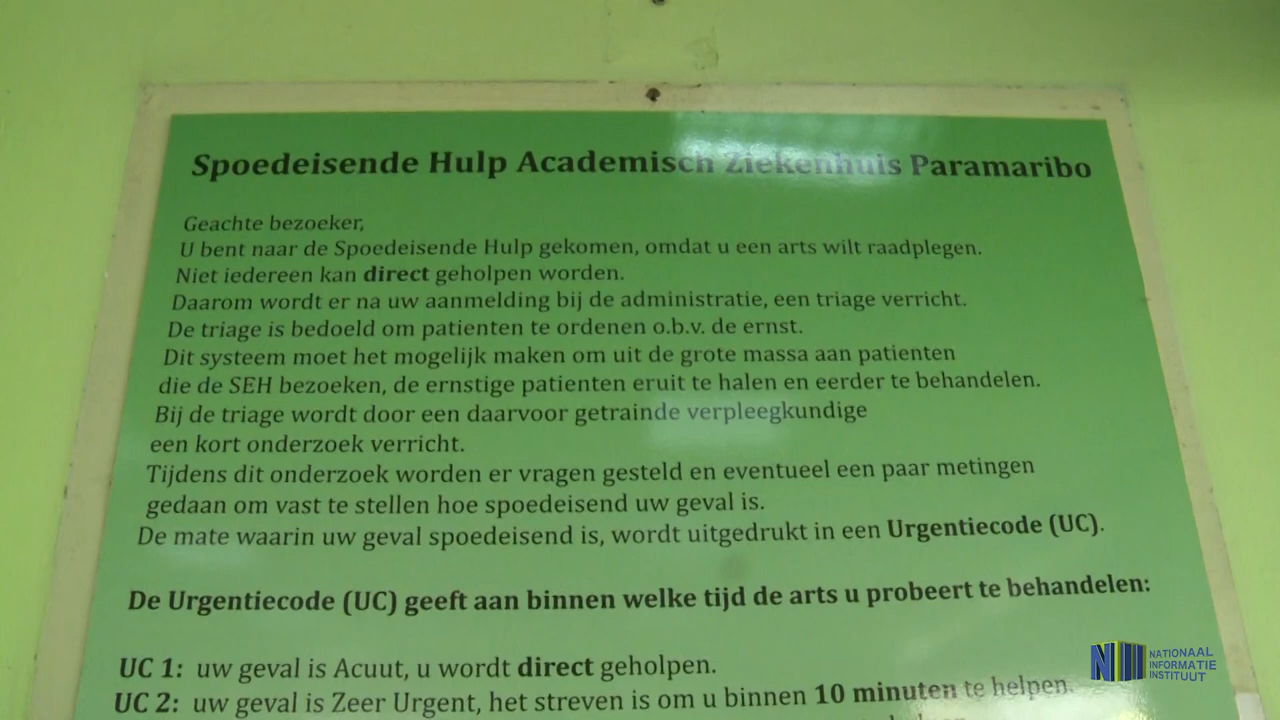 Spoedeisende Hulp Academisch Ziekenhuis Paramaribo
Geachte bezoeker,
U bent naar de Spoedeisende Hulp gekomen, omdat u een arts wilt raadplegen.
Niet iedereen kan direct geholpen worden.
Daarom wordt er na uw aanmelding bij de administratie, een triage verricht.
De triage is bedoeld om patienten te ordenen o.b.v. de ernst.
Dit systeem moet het mogelijk maken om uit de grote massa aan patienten
die de SEH bezoeken, de ernstige patienten eruit te halen en eerder te behandelen.
Bij de triage wordt door een daarvoor getrainde verpleegkundige
een kort onderzoek verricht.
Tijdens dit onderzoek worden er vragen gesteld en eventueel een paar metingen
gedaan om vast te stellen hoe spoedeisend uw geval is.
De mate waarin uw geval spoedeisend is, wordt uitgedrukt in een Urgentiecode (UC).
De Urgentiecode (UC) geeft aan binnen welke tijd de arts u probeert te behandelen:
UC 1: uw geval is Acuut, u wordt direct geholpen.
UC 2: uw geval is Zeer Urgent, het streven is om u binnen 10 minuten te helpen.
NATIONAAL
INFORMATIE
INSTITUUT